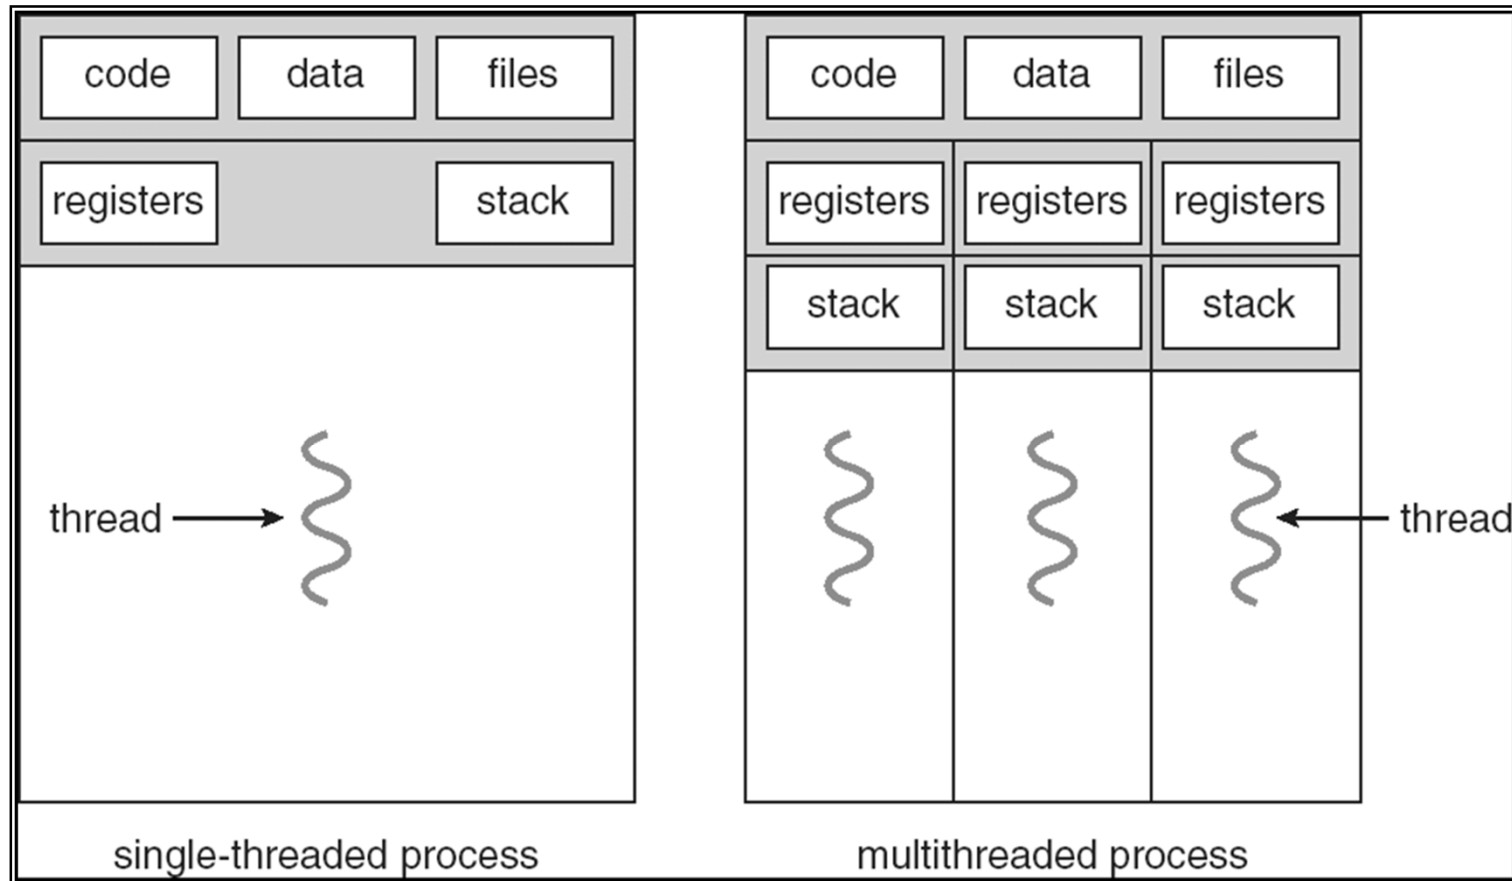 code data files
registers stack
thread
single-threaded process
code data files
registers registers registers
stack stack stack
thread
multithreaded process